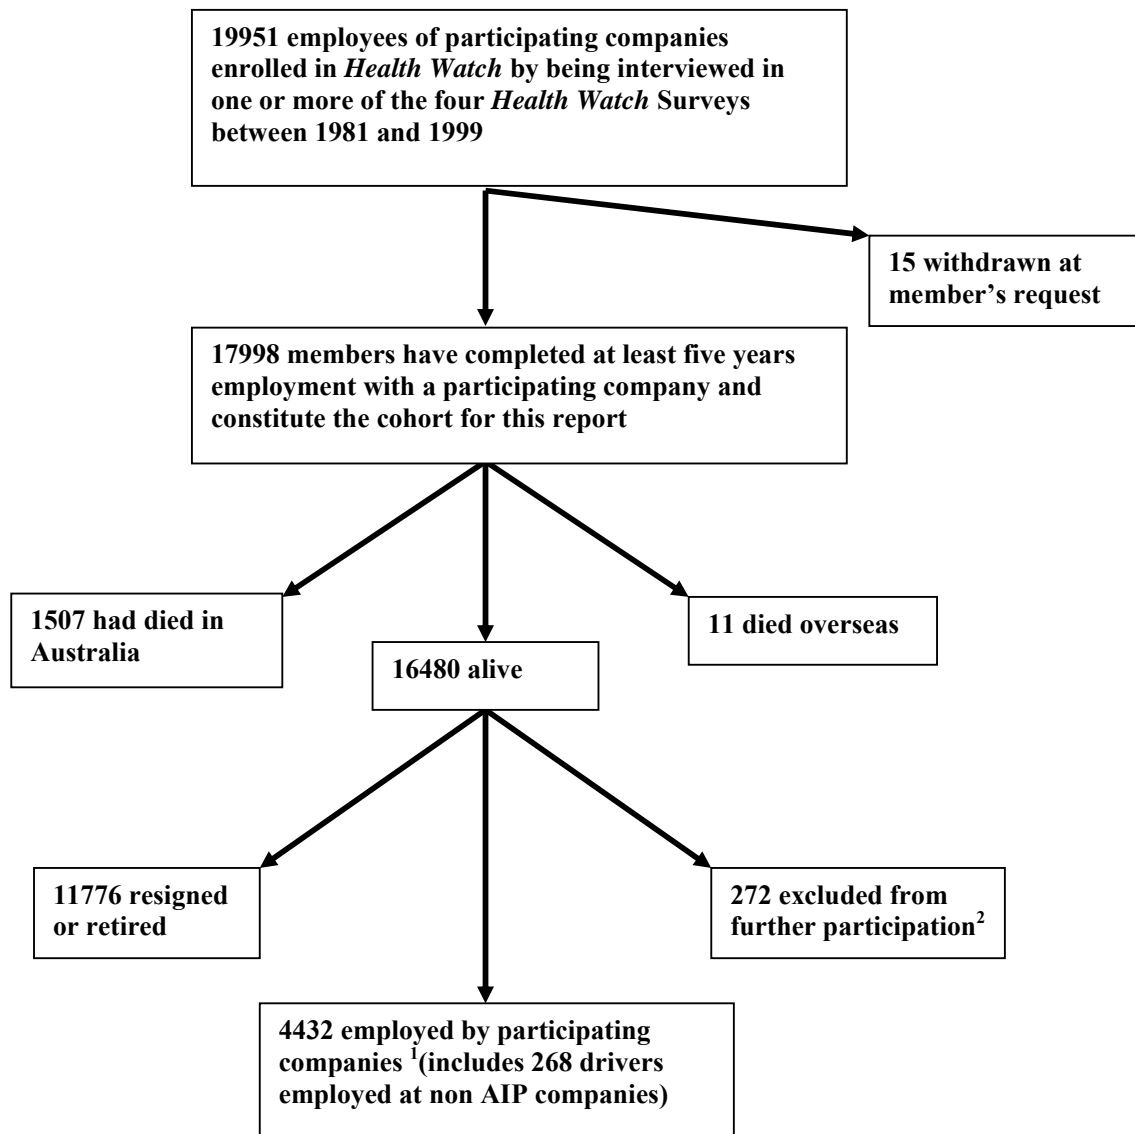 19951 employees of participating companies
enrolled in Health Watch by being interviewed in
one or more of the four Health Watch Surveys
between 1981 and 1999
15 withdrawn at
member’s request
17998 members have completed at least five years
employment with a participating company and
constitute the cohort for this report
1507 had died in
Australia
11 died overseas
16480 alive
11776 resigned
or retired
272 excluded from
further participation²
4432 employed by participating
companies ¹(includes 268 drivers
employed at non AIP companies)